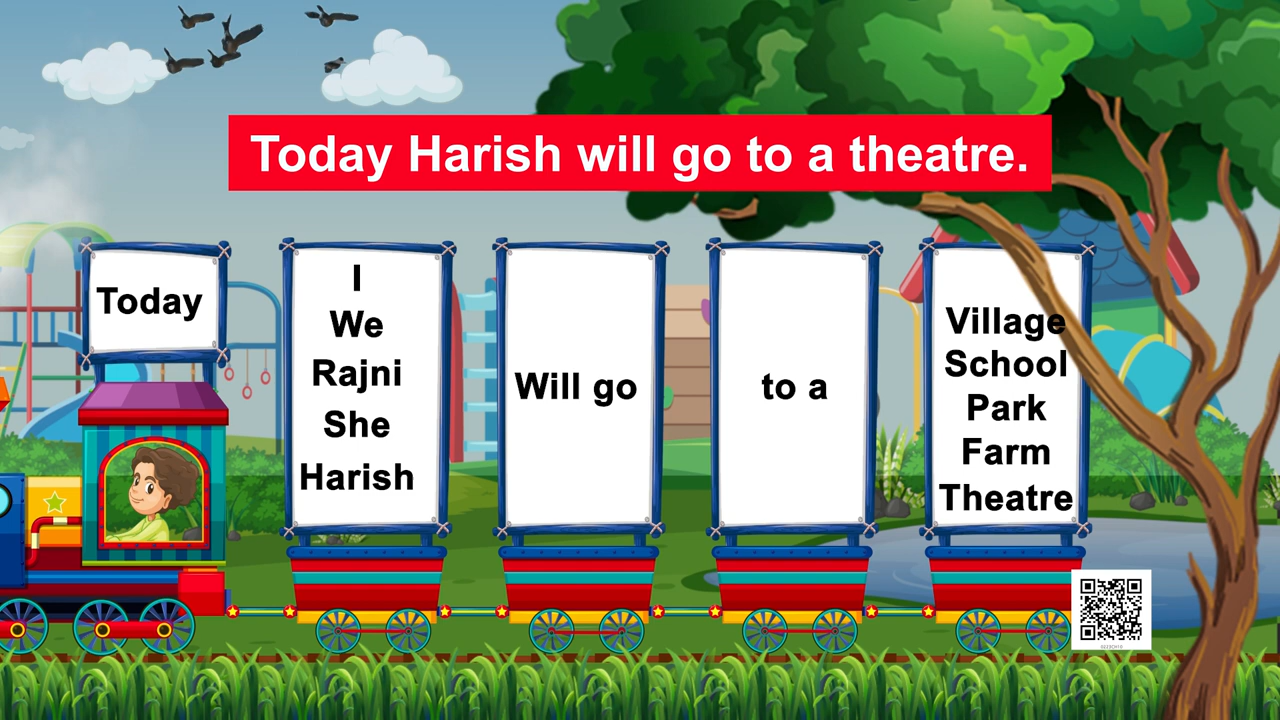 Today Harish will go to a theatre.
Today
I
We
Rajni
She
Harish
Will go
to a
Village
School
Park
Farm
Theatre